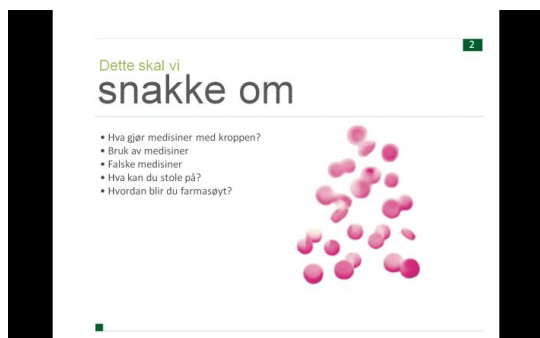 2
Dette skal vi
snakke om
• Hva gjør medisiner med kroppen?
• Bruk av medisiner
• Falske medisiner
• Hva kan du stole på?
• Hvordan blir du farmasøyt?